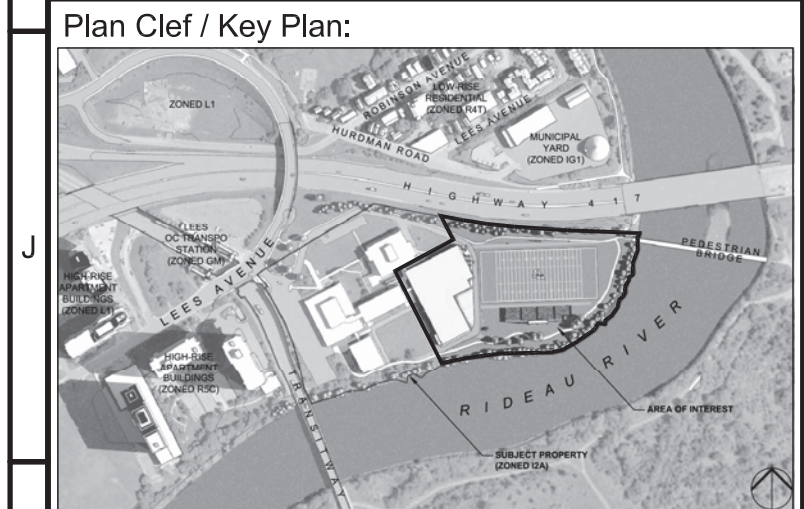 Plan Clef / Key Plan:
J
ZONED L1
ROBINSON AVENUE
LOW-RISE
RESIDENTIAL
(ZONED R4T)
LEES AVENUE
HURDMAN ROAD
MUNICIPAL
YARD
(ZONED IG1)
HIGHWAY 417
LEES
OC TRANSPO
STATION
(ZONED GM)
PEDESTRIAN
BRIDGE
HIGH-RISE
APARTMENT
BUILDINGS
(ZONED L1)
LEES AVENUE
HIGH-RISE
APARTMENT
BUILDINGS
(ZONED R5C)
TRANSITWAY
RIDEAU RIVER
AREA OF INTEREST
SUBJECT PROPERTY
(ZONED I2A)